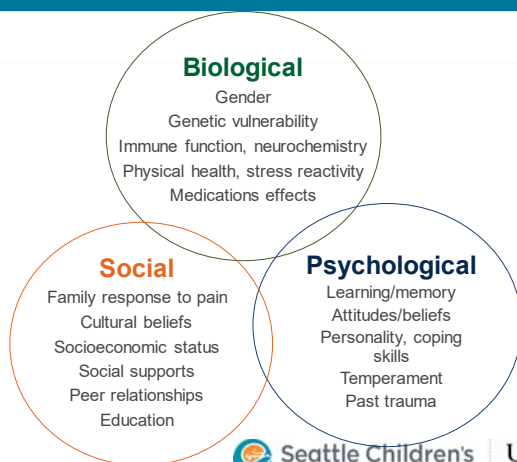 Biological
Gender
Genetic vulnerability
Immune function, neurochemistry
Physical health, stress reactivity
Medications effects
Social
Family response to pain
Cultural beliefs
Socioeconomic status
Social supports
Peer relationships
Education
Psychological
Learning/memory
Attitudes/beliefs
Personality, coping
skills
Temperament
Past trauma
Seattle Children's